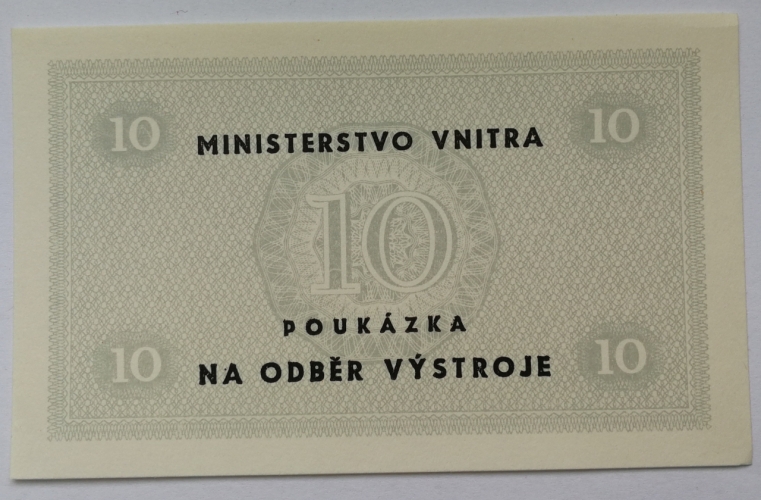 10 MINISTERSTVO VNITRA 10
10
POUKÁZKA
10 NA ODBĚR VÝSTROJE 10